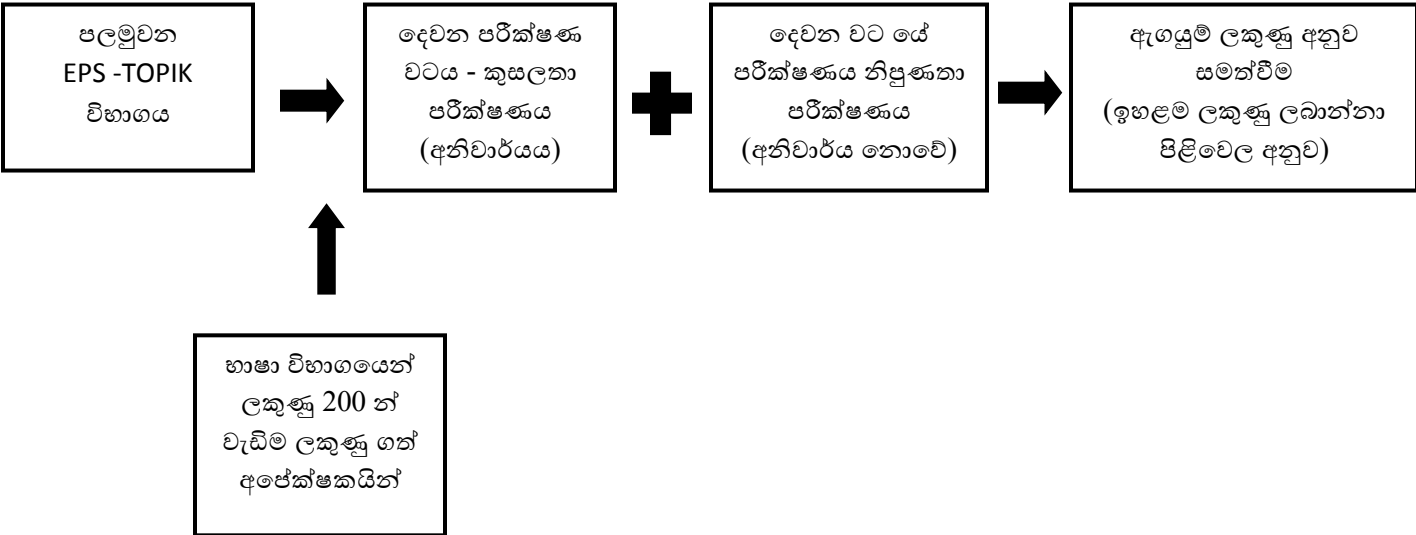 පලමුවන
EPS -TOPIK
විභාගය
දෙවන පරීක්ෂණ
වටය - කුසලතා
පරීක්ෂණය
(අනිවාර්යය)
දෙවන වට යේ
පරීක්ෂණය නිපුණතා
පරීක්ෂණය
(අනිවාර්ය නොවේ)
ඇගයුම් ලකුණු අනුව
සමත්වීම
(ඉහළම ලකුණු ලබාන්නා
පිළිවෙල අනුව)
භාෂා විභාගයෙන්
ලකුණු 200 න්
වැඩිම ලකුණු ගත්
අපේක්ෂකයින්